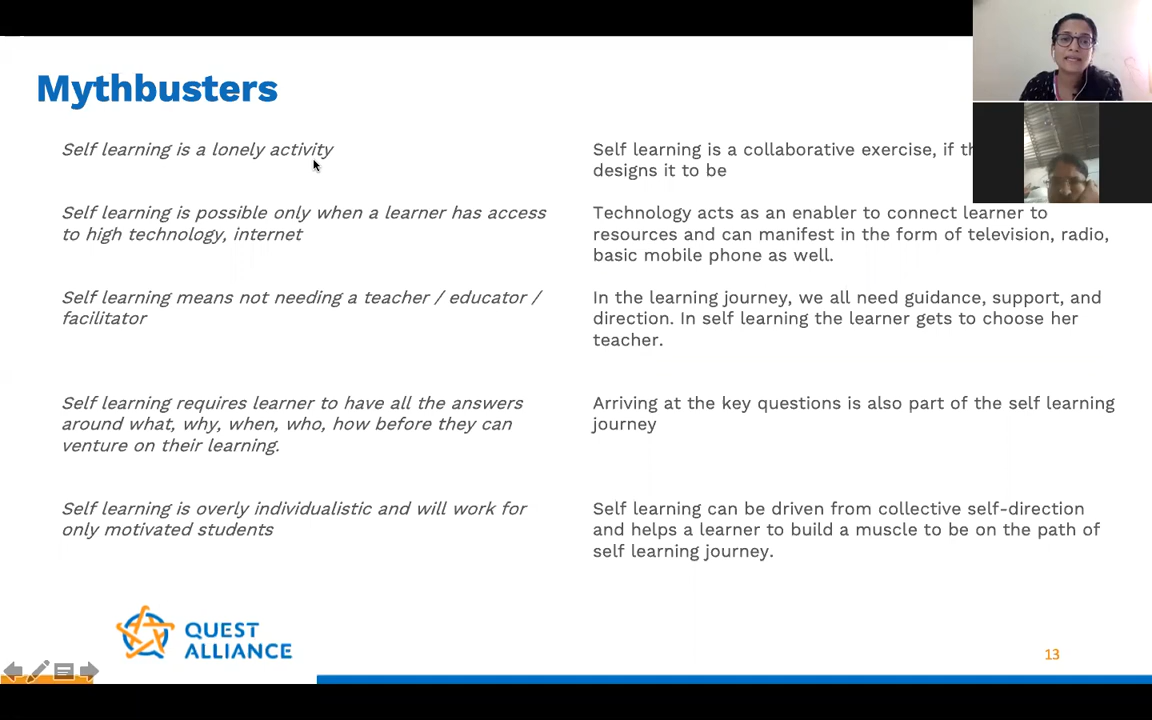 Mythbusters
Self learning is a lonely activity
Self learning is a collaborative exercise, if
designs it to be
Self learning is possible only when a learner has access
to high technology, internet
Technology acts as an enabler to connect learner to
resources and can manifest in the form of television, radio,
basic mobile phone as well.
Self learning means not needing a teacher / educator /
facilitator
In the learning journey, we all need guidance, support, and
direction. In self learning the learner gets to choose her
teacher.
Self learning requires learner to have all the answers
around what, why, when, who, how before they can
venture on their learning.
Arriving at the key questions is also part of the self learning
journey
Self learning is overly individualistic and will work for
only motivated students
Self learning can be driven from collective self-direction
and helps a learner to build a muscle to be on the path of
self learning journey.
QUEST
ALLIANCE
13